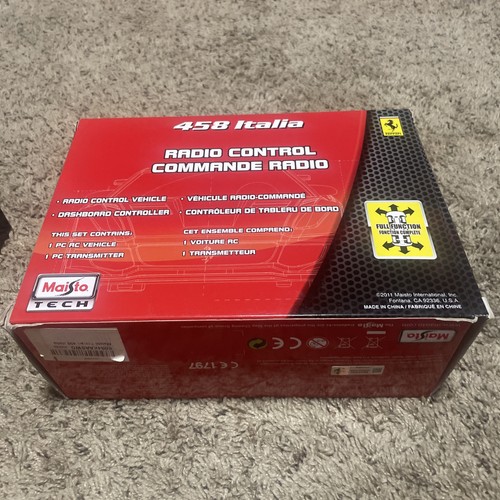 458 Italia
Ferrari
RADIO CONTROL
COMMANDE RADIO
· RADIO CONTROL VEHICLE
· DASHBOARD CONTROLLER
THIS SET CONTAINS:
1 PC RC VEHICLE
1 PC TRANSMITTER
· VÉHICULE RADIO-COMMANDE
· CONTRÔLEUR DE TABLEAU DE BORD
CET ENSEMBLE COMPREND:
1 VOITURE RC
1 TRANSMETTEUR
FULL FUNCTION
FUNCTION COMPLÈTE
Maisto
TECH
©2011 Maisto International, Inc.
Fontana, CA 92336, U.S.A
MADE IN CHINA / FABRIQUÉ EN CHINE
Maisto
CE1797
Maisto